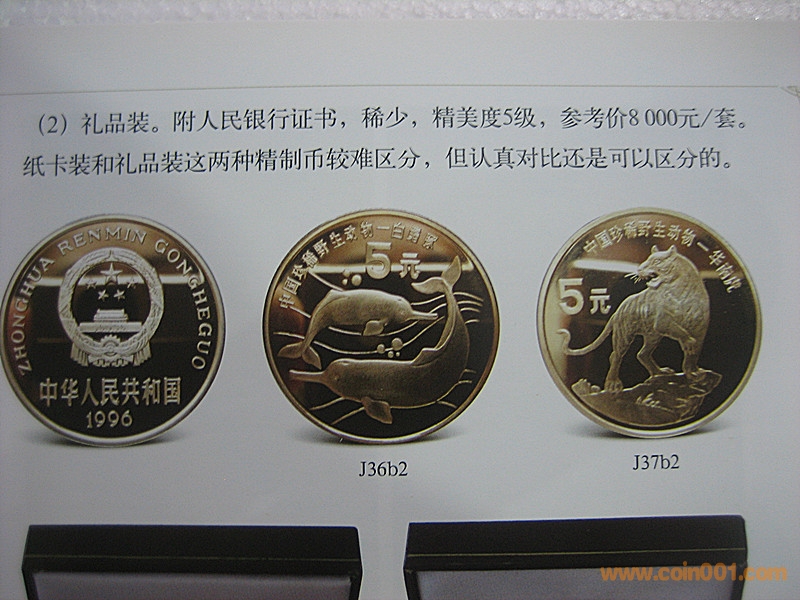 (2)礼品装。附人民银行证书，稀少，精美度5级，参考价8 000元/套。
纸卡装和礼品装这两种精制币较难区分，但认真对比还是可以区分的。
ZHONGHUA RENMIN GONGHEGUO
中华人民共和国
1996
中国珍稀野生动物—白鳍豚
5元
J36b2
中国珍稀野生动物—华南虎
5元
J37b2
www.coin001.com